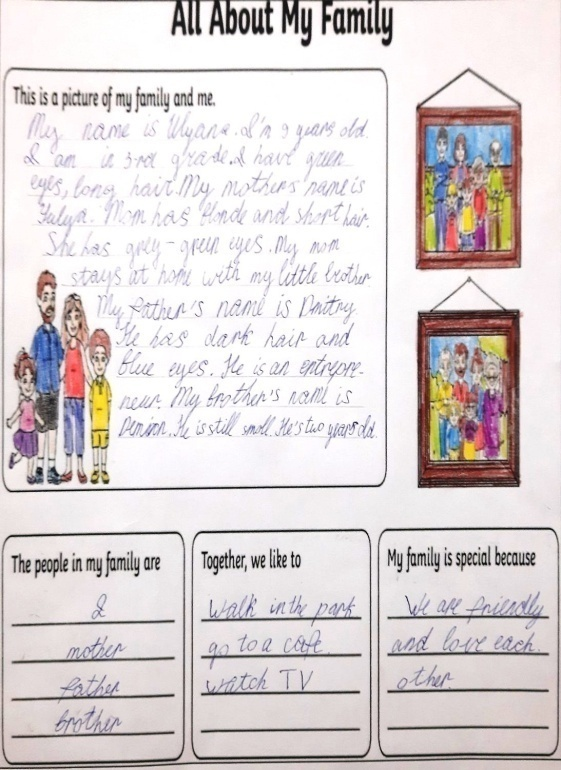 All About My Family
This is a picture of my family and me.
My name is Ulyana. I'm 9 years old.
I am in 3-rd grade. I have green
eyes, long hair. My mothers name is
Yulya. Mom has blonde and short hair.
She has grey-green eyes. My mom
stays at home with my little brother.
My father's name is Dmitry.
He has dark hair and
blue eyes. He is an entrepre-
neur. My brother's name is
He is still small. He's two years old.
The people in my family are
I
mother
father
brother
Together, we like to
walk in the park
go to a cafe.
watch TV
My family is special because
We are friendly
and love each.
other.